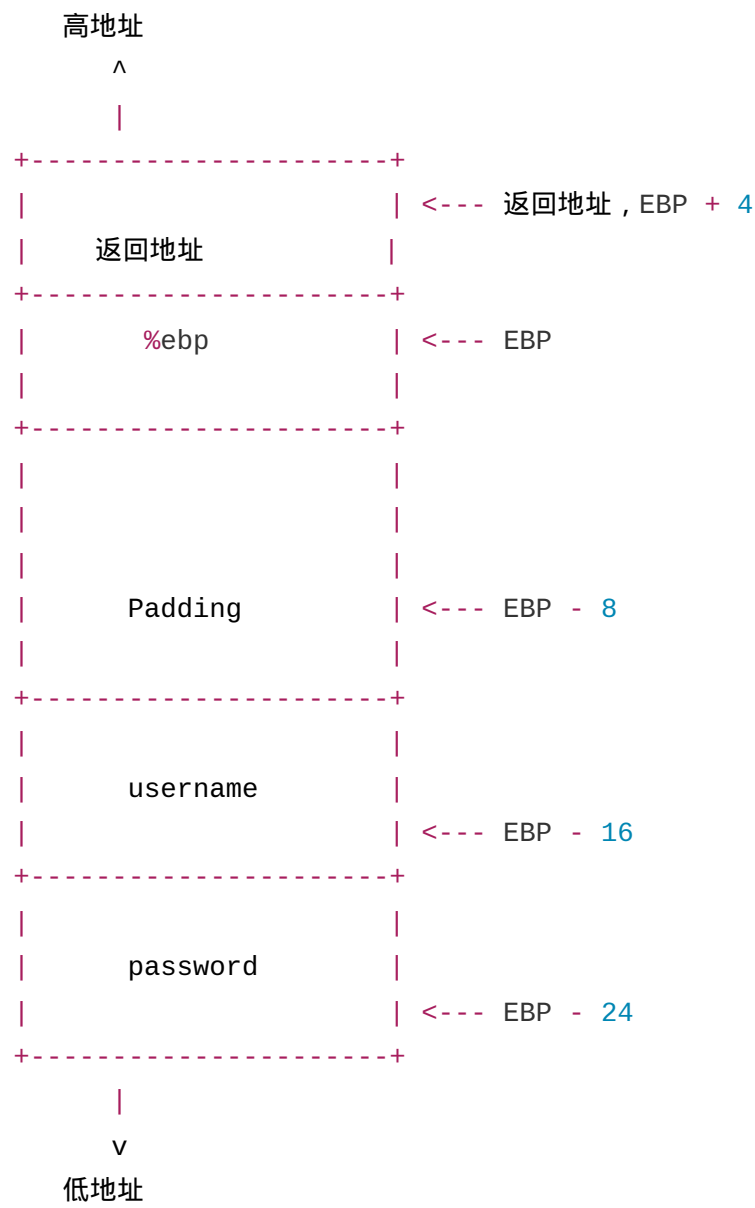 高地址
^
|
+----------------------+
| | <--- 返回地址,EBP + 4
| 返回地址 |
+----------------------+
| %ebp | <--- EBP
| |
+----------------------+
| |
| |
| |
| Padding | <--- EBP - 8
| |
+----------------------+
| |
| username |
| | <--- EBP - 16
+----------------------+
| |
| password |
| | <--- EBP - 24
+----------------------+
|
v
低地址